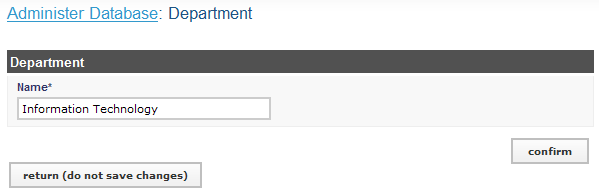 Administer Database: Department
Department
Name*
Information Technology
confirm
return (do not save changes)